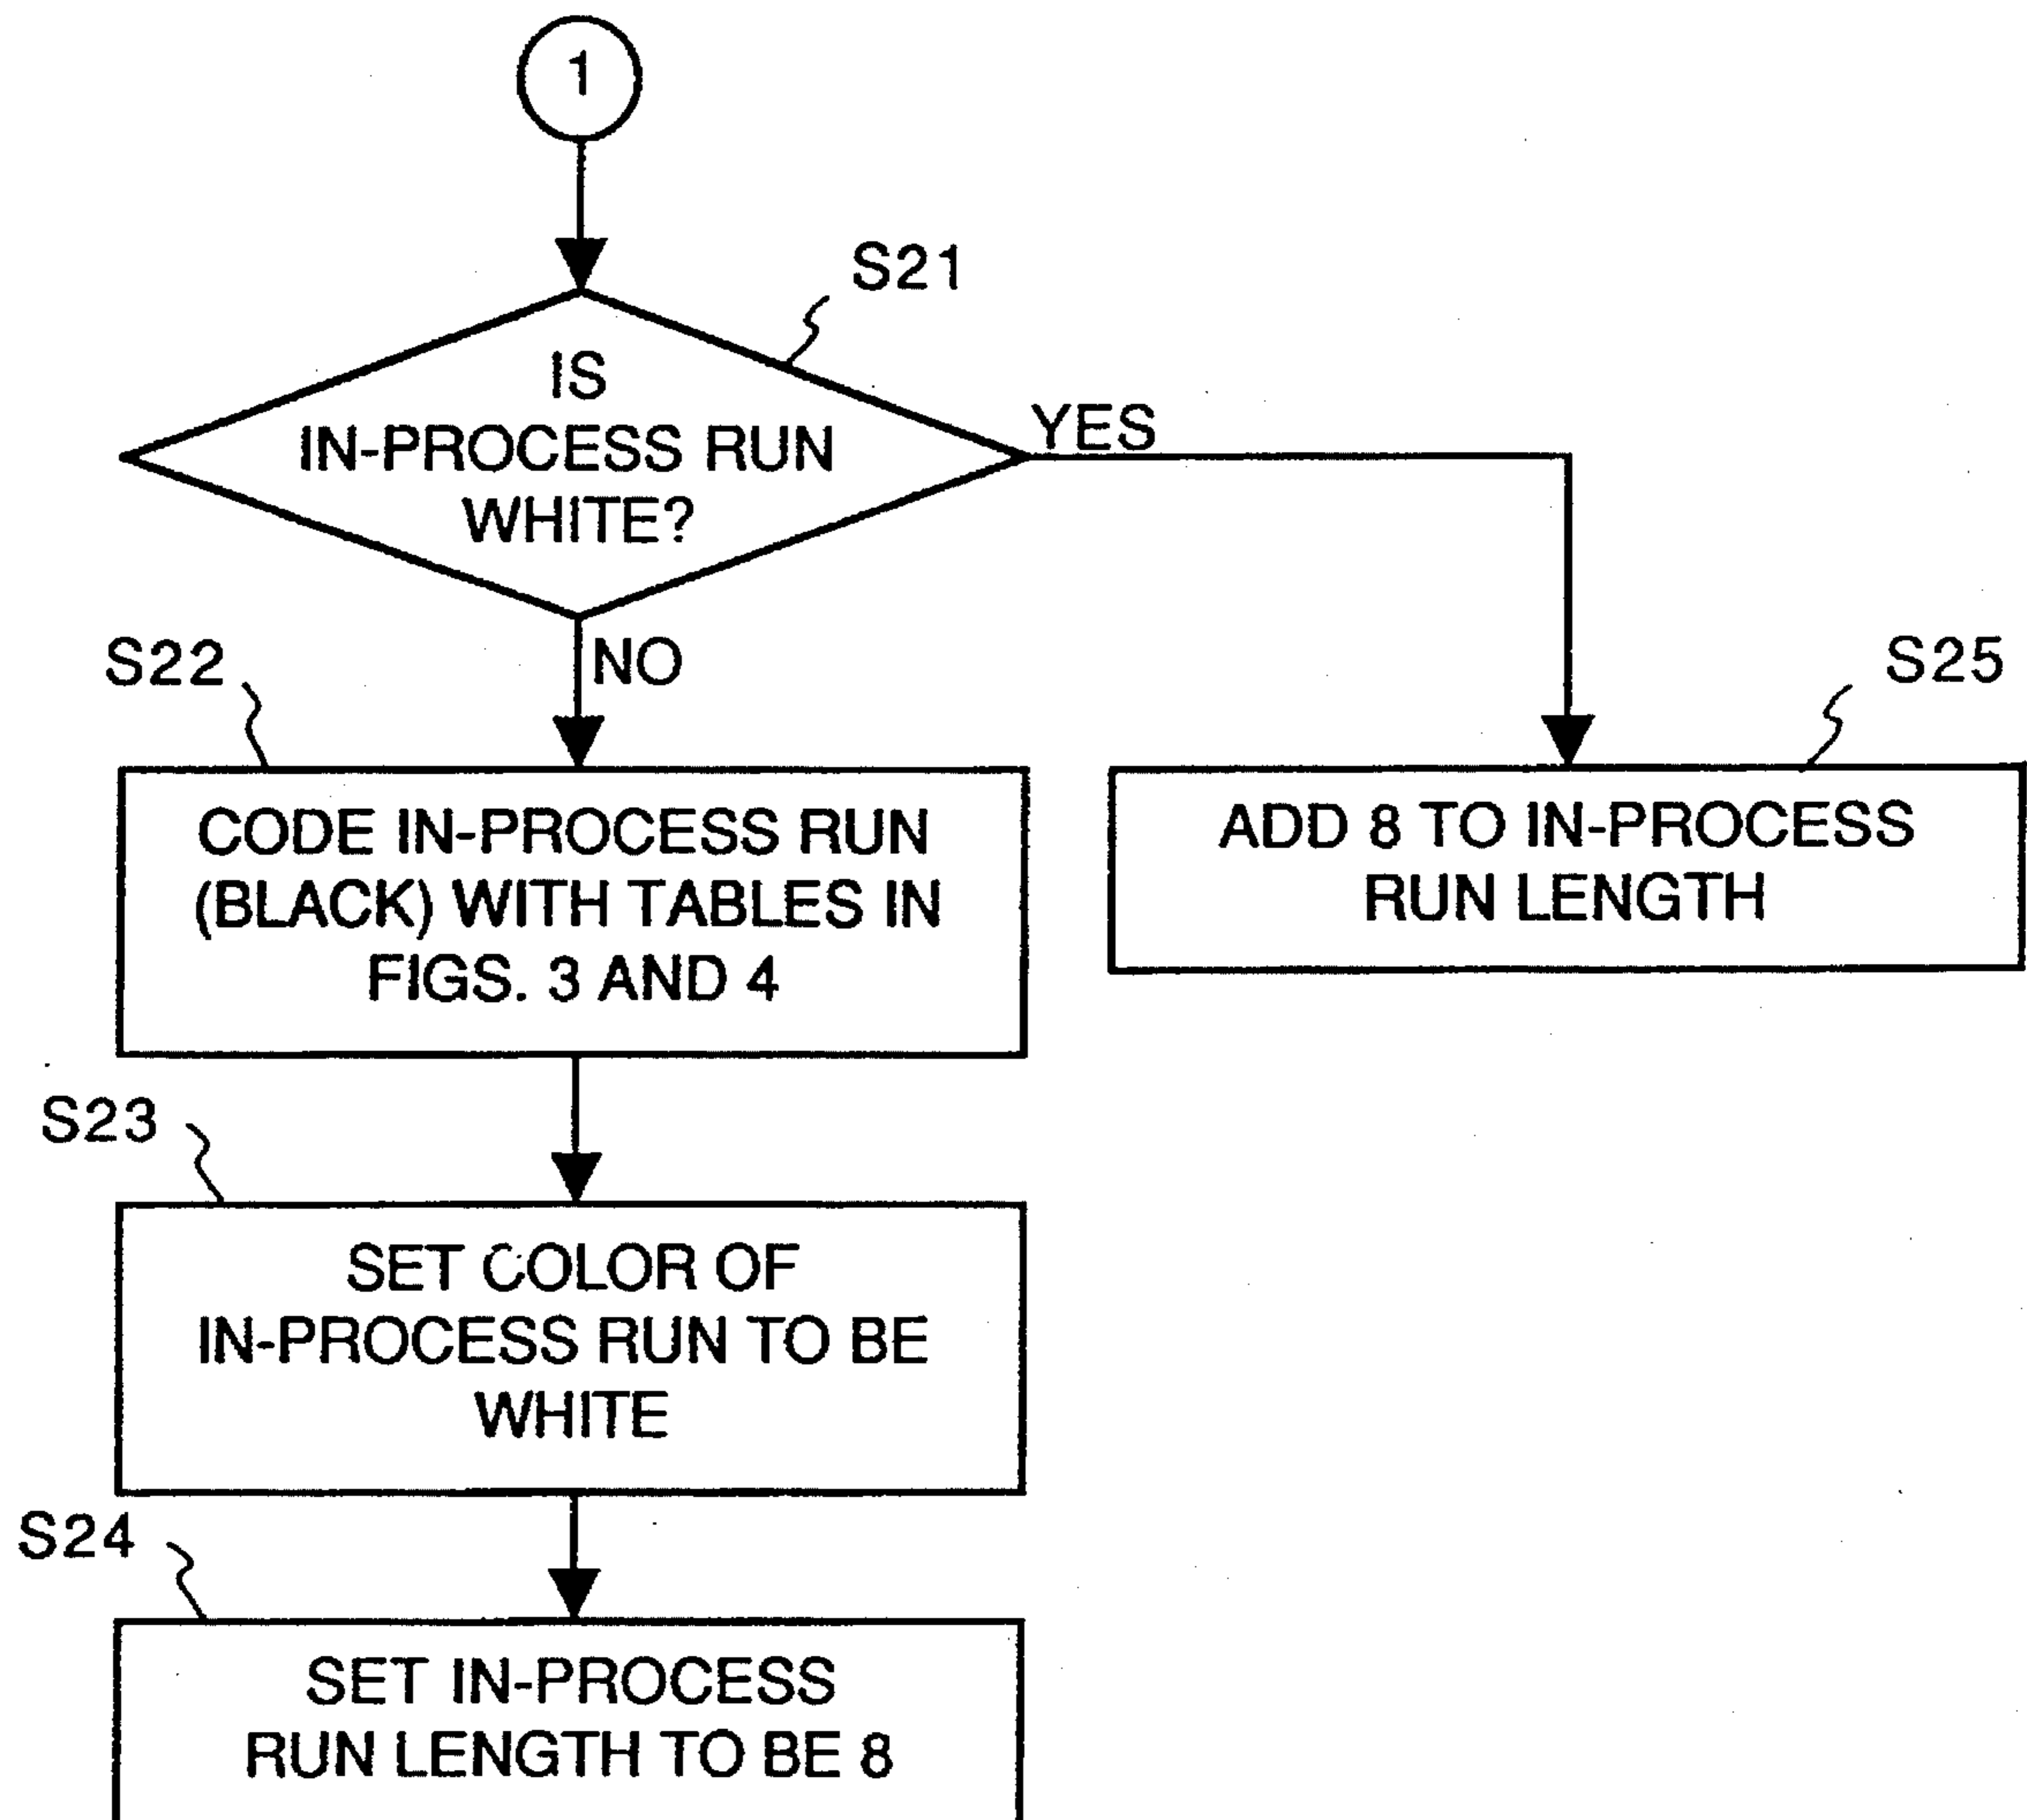 1
S21
IS
IN-PROCESS RUN
WHITE?
YES
NO
S22
CODE IN-PROCESS RUN
(BLACK) WITH TABLES IN
FIGS. 3 AND 4
S25
ADD 8 TO IN-PROCESS
RUN LENGTH
S23
SET COLOR OF
IN-PROCESS RUN TO BE
WHITE
S24
SET IN-PROCESS
RUN LENGTH TO BE 8